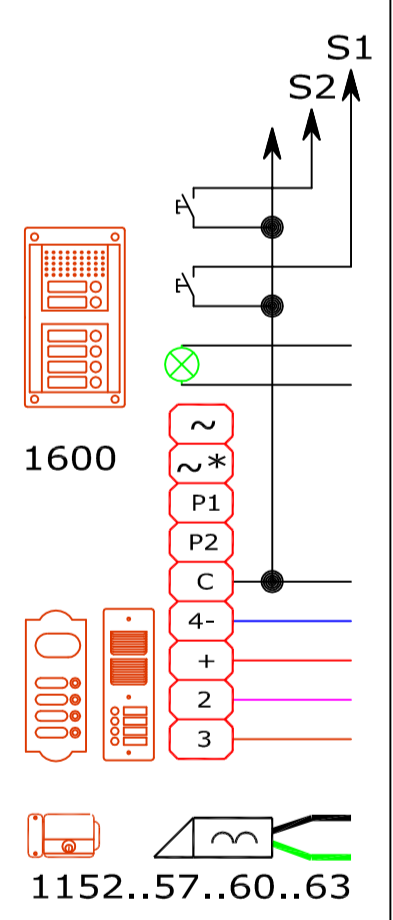 S1
S2
1600
~
~*
P1
P2
C
4-
+
2
3
1152..57..60..63